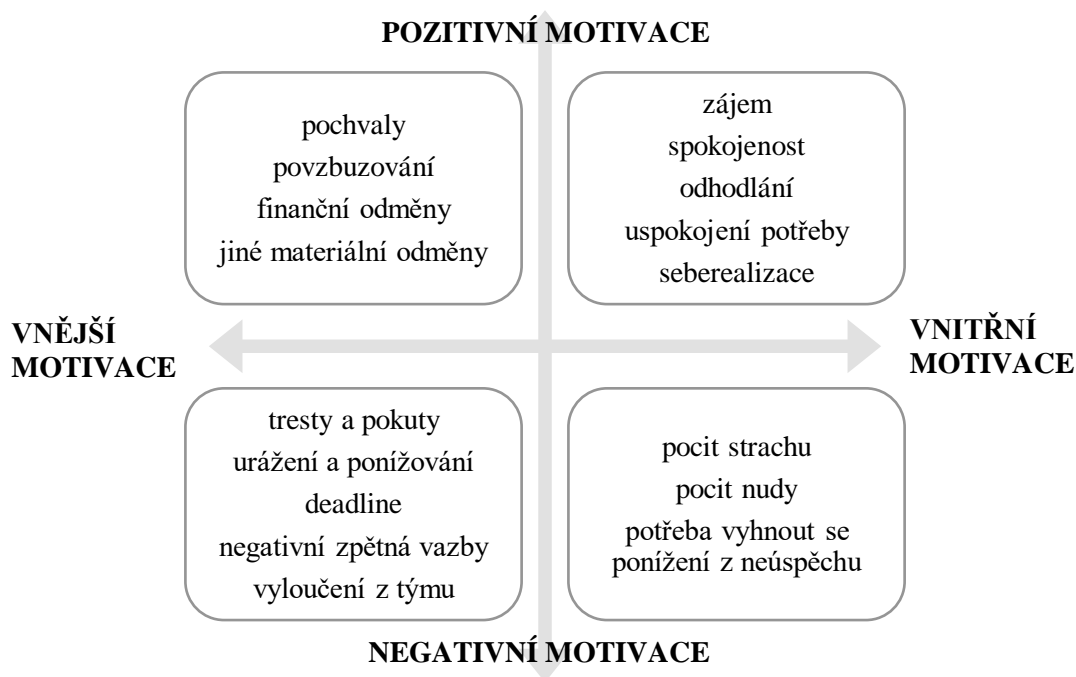 POZITIVNÍ MOTIVACE
pochvaly
povzbuzování
finanční odměny
jiné materiální odměny
zájem
spokojenost
odhodlání
uspokojení potřeby
seberealizace
VNĚJŠÍ
MOTIVACE
VNITŘNÍ
MOTIVACE
tresty a pokuty
urážení a ponížování
deadline
negativní zpětná vazby
vyloučení z týmu
pocit strachu
pocit nudy
potřeba vyhnout se
ponížení z neúspěchu
NEGATIVNÍ MOTIVACE